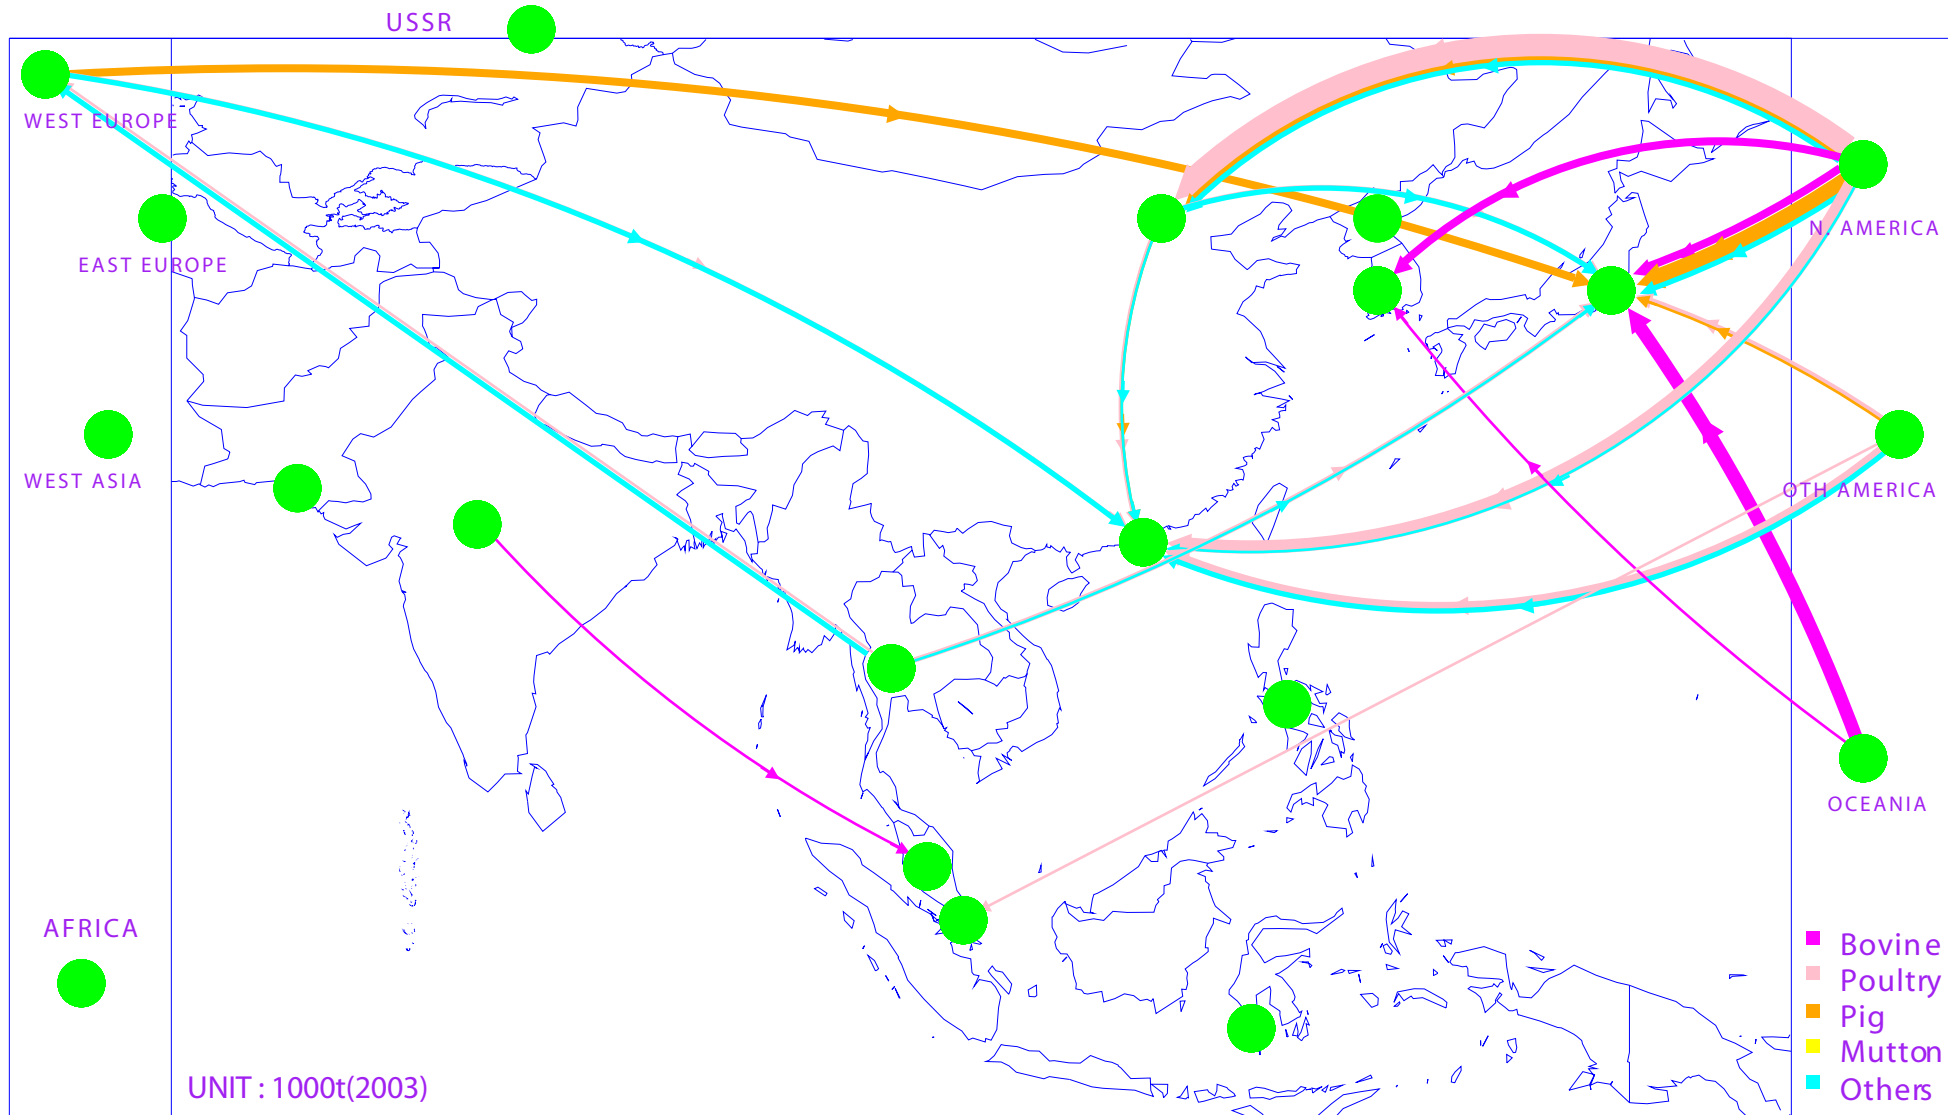 USSR
WEST EUROPE
N. AMERICA
EAST EUROPE
WEST ASIA
OTH AMERICA
OCEANIA
AFRICA
Bovine
Poultry
Pig
Mutton
Others
UNIT : 1000t(2003)